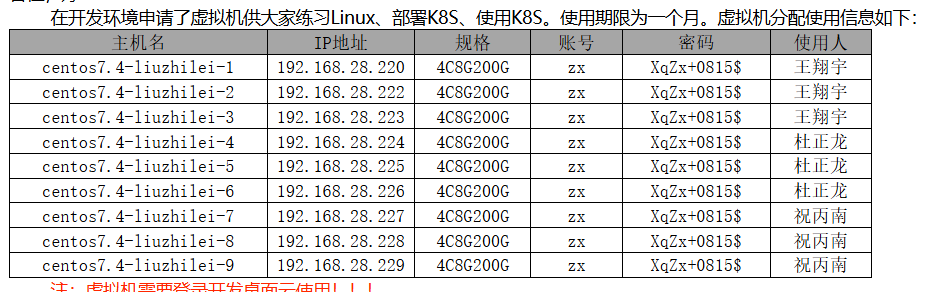 在开发环境申请了虚拟机供大家练习Linux、部署K8S、使用K8S。使用期限为一个月。虚拟机分配使用信息如下：
主机名 IP地址 规格 账号 密码 使用人
centos7.4-liuzhilei-1 192.168.28.220 4C8G200G zx XqZx+0815$ 王翔宇
centos7.4-liuzhilei-2 192.168.28.222 4C8G200G zx XqZx+0815$ 王翔宇
centos7.4-liuzhilei-3 192.168.28.223 4C8G200G zx XqZx+0815$ 王翔宇
centos7.4-liuzhilei-4 192.168.28.224 4C8G200G zx XqZx+0815$ 杜正龙
centos7.4-liuzhilei-5 192.168.28.225 4C8G200G zx XqZx+0815$ 杜正龙
centos7.4-liuzhilei-6 192.168.28.226 4C8G200G zx XqZx+0815$ 杜正龙
centos7.4-liuzhilei-7 192.168.28.227 4C8G200G zx XqZx+0815$ 祝丙南
centos7.4-liuzhilei-8 192.168.28.228 4C8G200G zx XqZx+0815$ 祝丙南
centos7.4-liuzhilei-9 192.168.28.229 4C8G200G zx XqZx+0815$ 祝丙南
注：虚拟机需要登录开发桌面云使用！！！